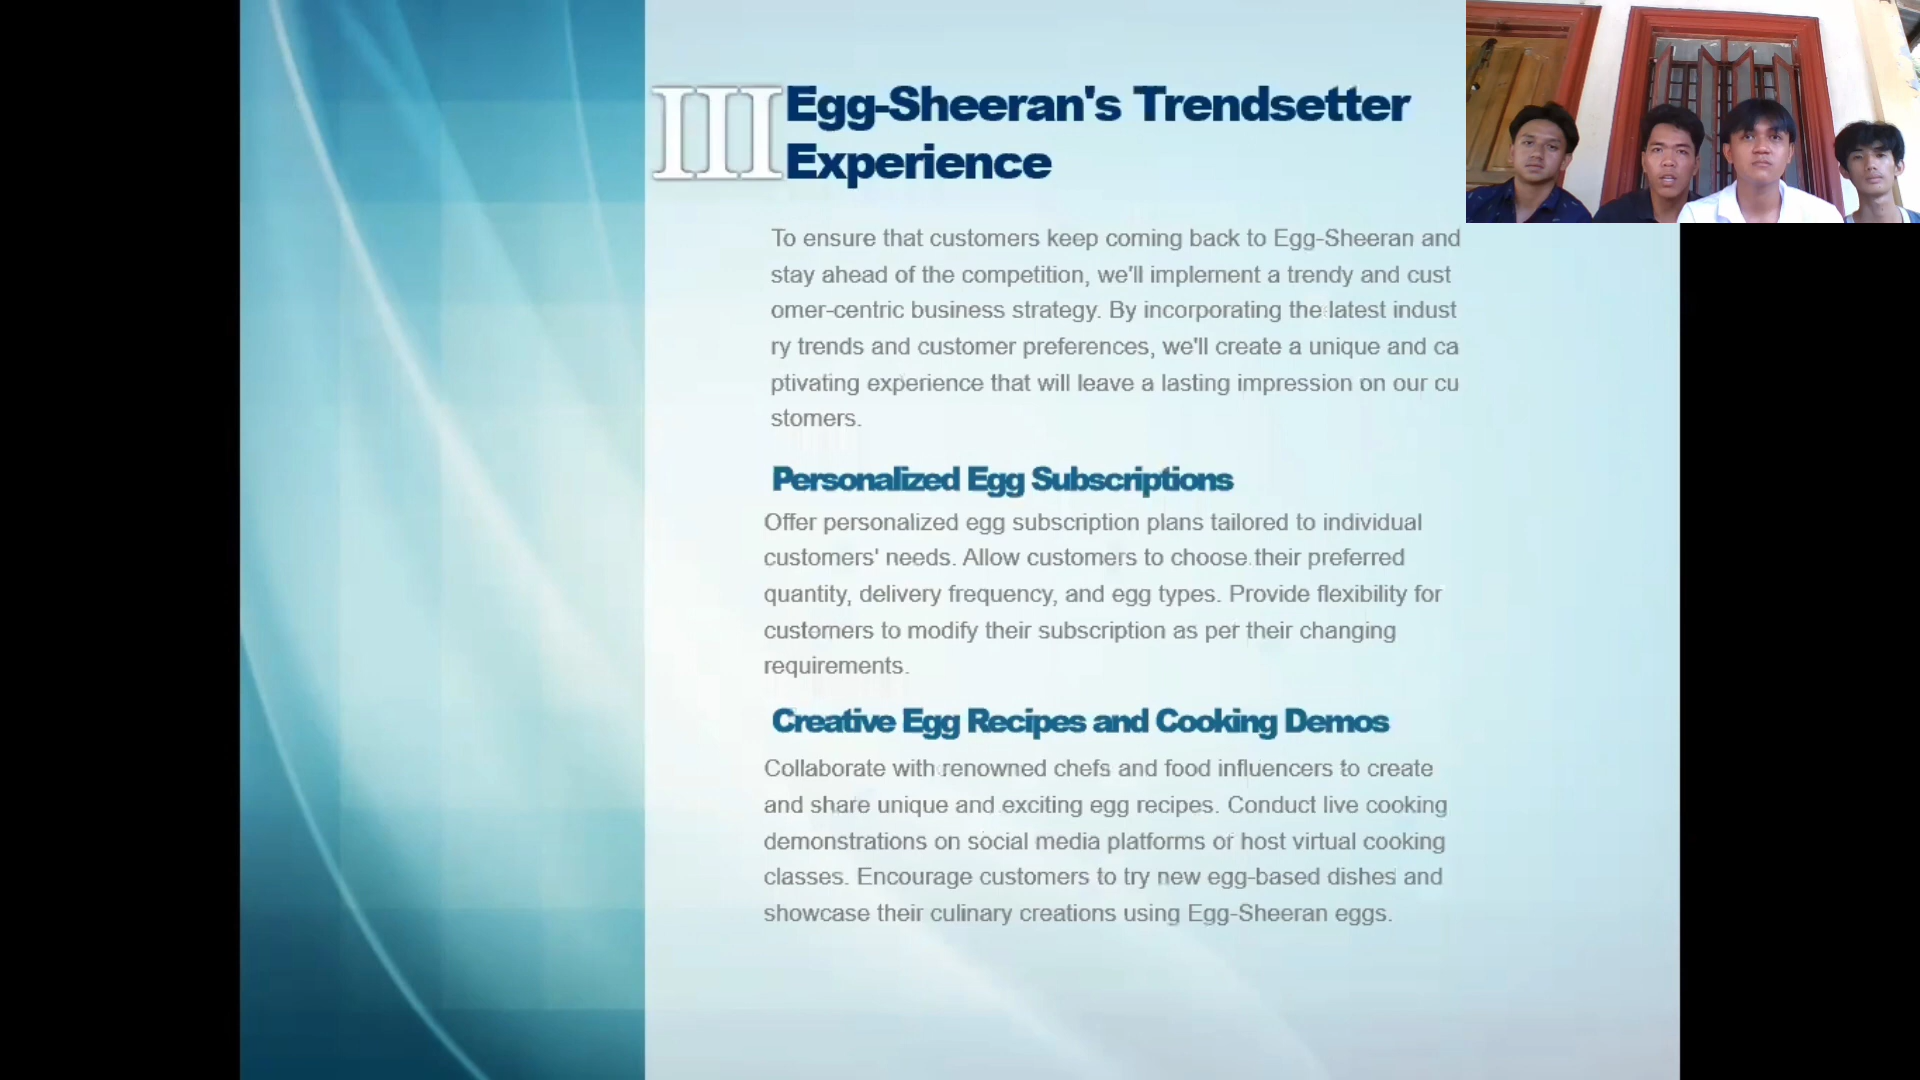 III
Egg-Sheeran's Trendsetter
Experience
To ensure that customers keep coming back to Egg-Sheeran and
stay ahead of the competition, we'll implement a trendy and cust
omer-centric business strategy. By incorporating the latest indust
ry trends and customer preferences, we'll create a unique and ca
ptivating experience that will leave a lasting impression on our cu
stomers.
Personalized Egg Subscriptions
Offer personalized egg subscription plans tailored to individual
customers' needs. Allow customers to choose their preferred
quantity, delivery frequency, and egg types. Provide flexibility for
customers to modify their subscription as per their changing
requirements.
Creative Egg Recipes and Cooking Demos
Collaborate with renowned chefs and food influencers to create
and share unique and exciting egg recipes. Conduct live cooking
demonstrations on social media platforms or host virtual cooking
classes. Encourage customers to try new egg-based dishes and
showcase their culinary creations using Egg-Sheeran eggs.